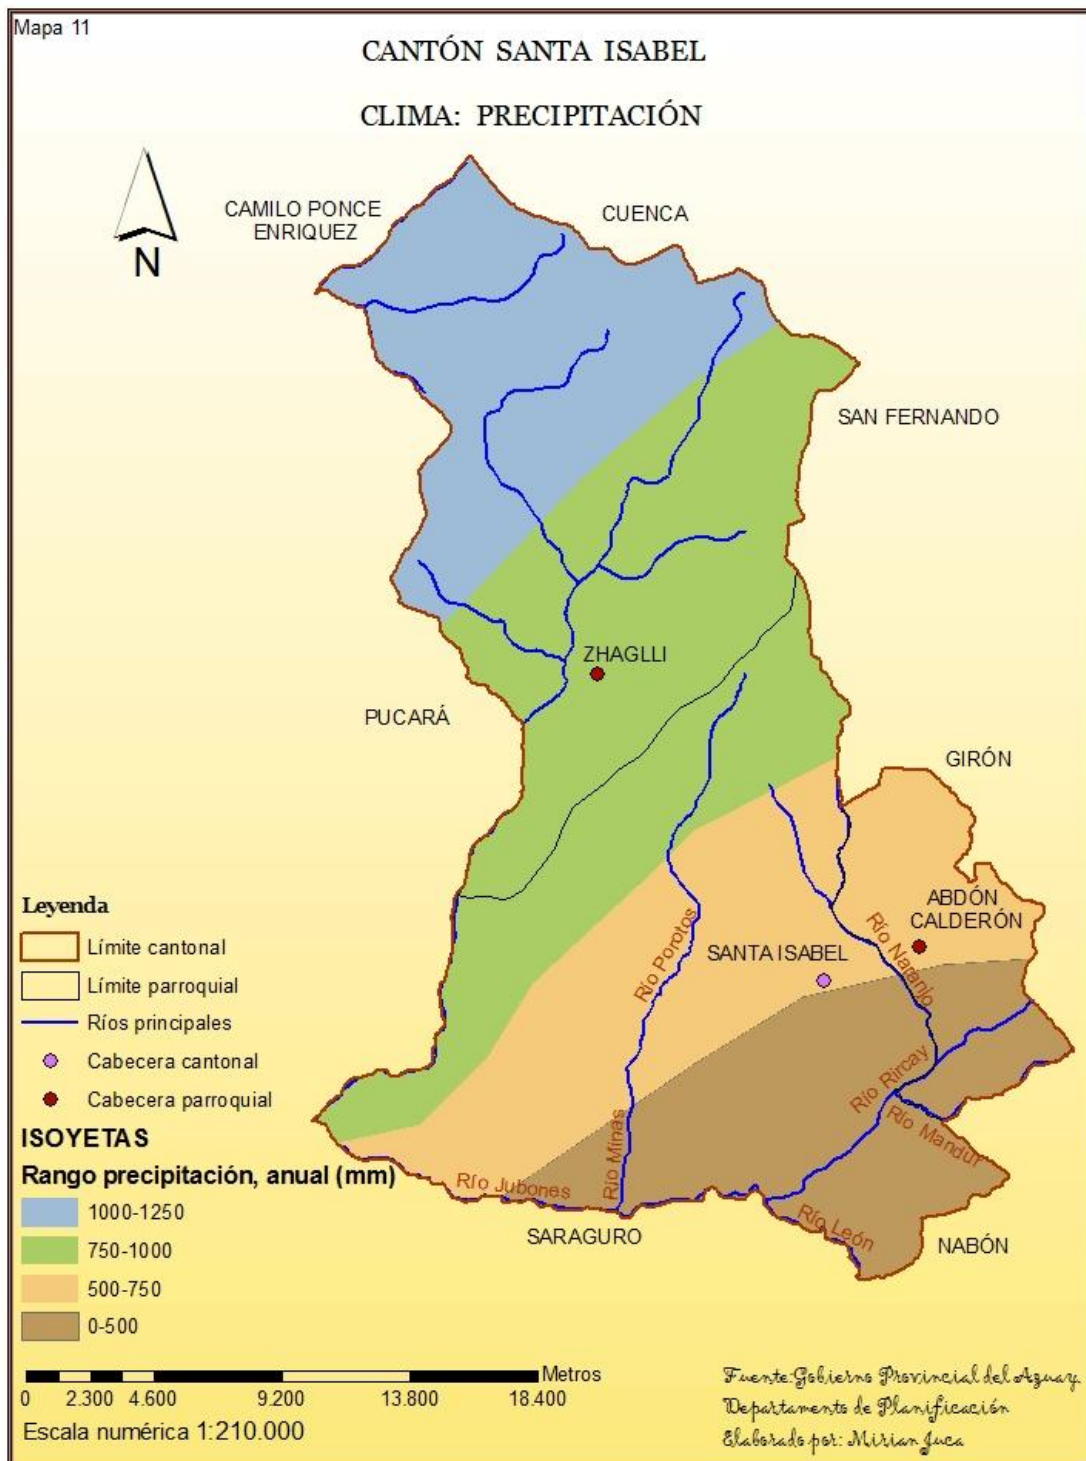 Mapa 11
CANTÓN SANTA ISABEL
CLIMA: PRECIPITACIÓN
N
CAMILO PONCE
ENRIQUEZ
CUENCA
SAN FERNANDO
ZHAGLLI
PUCARÁ
GIRÓN
ABDÓN
CALDERÓN
SANTA ISABEL
Río Porotos
Río Naranjo
Río Rircay
Río Mandur
Río Minas
Río Jubones
Río León
SARAGURO
NABÓN
Leyenda
Límite cantonal
Límite parroquial
Ríos principales
Cabecera cantonal
Cabecera parroquial
ISOYETAS
Rango precipitación, anual (mm)
1000-1250
750-1000
500-750
0-500
Metros
0 2.300 4.600 9.200 13.800 18.400
Escala numérica 1:210.000
Fuente:Gobierno Provincial del Azuay.
Departamento de Planificación
Elaborado por: Mirian Juca